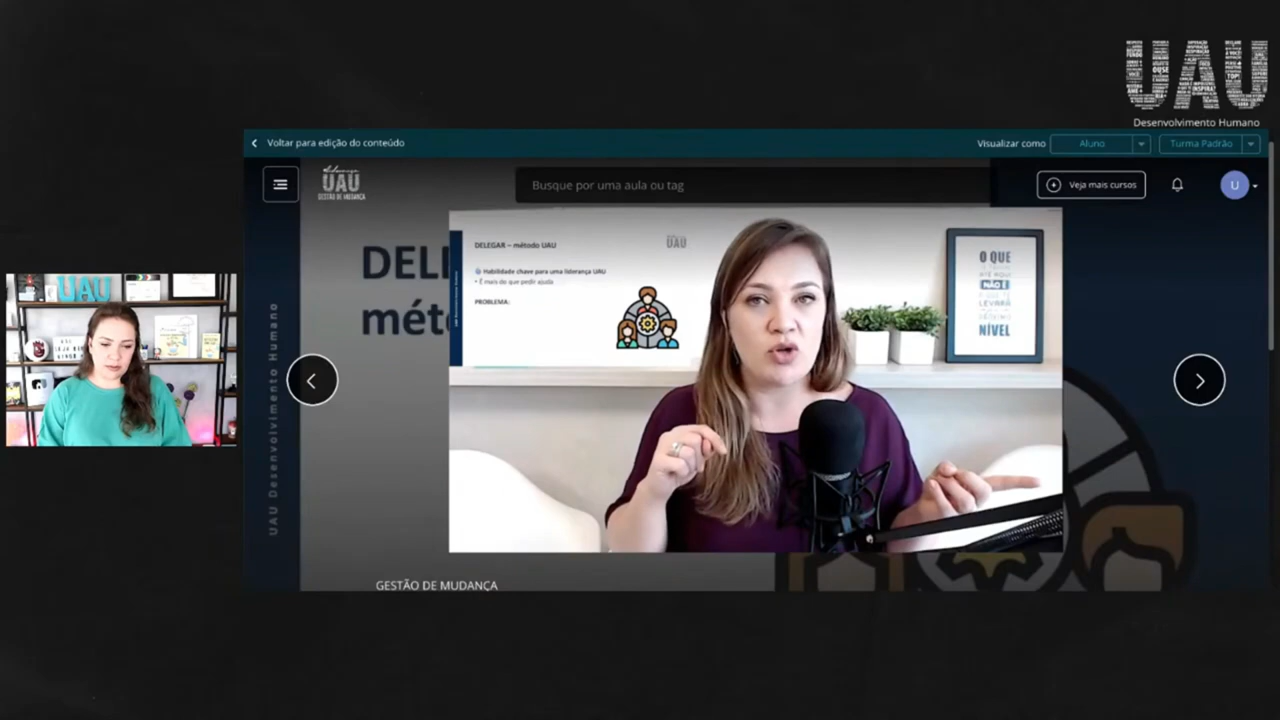 UAU
Desenvolvimento Humano
Voltar para edição do conteúdo
Visualizar como
Aluno
Turma Padrão
UAU
GESTÃO DE MUDANÇA
Busque por uma aula ou tag
Veja mais cursos
U
DELE
méto
DELEGAR – método UAU
UAU
Habilidade chave para uma liderança UAU
• É mais do que pedir ajuda
PROBLEMA:
O QUE
NÃO É
LEVARÁ
NÍVEL
UAU
UAU Desenvolvimento Humano
GESTÃO DE MUDANÇA